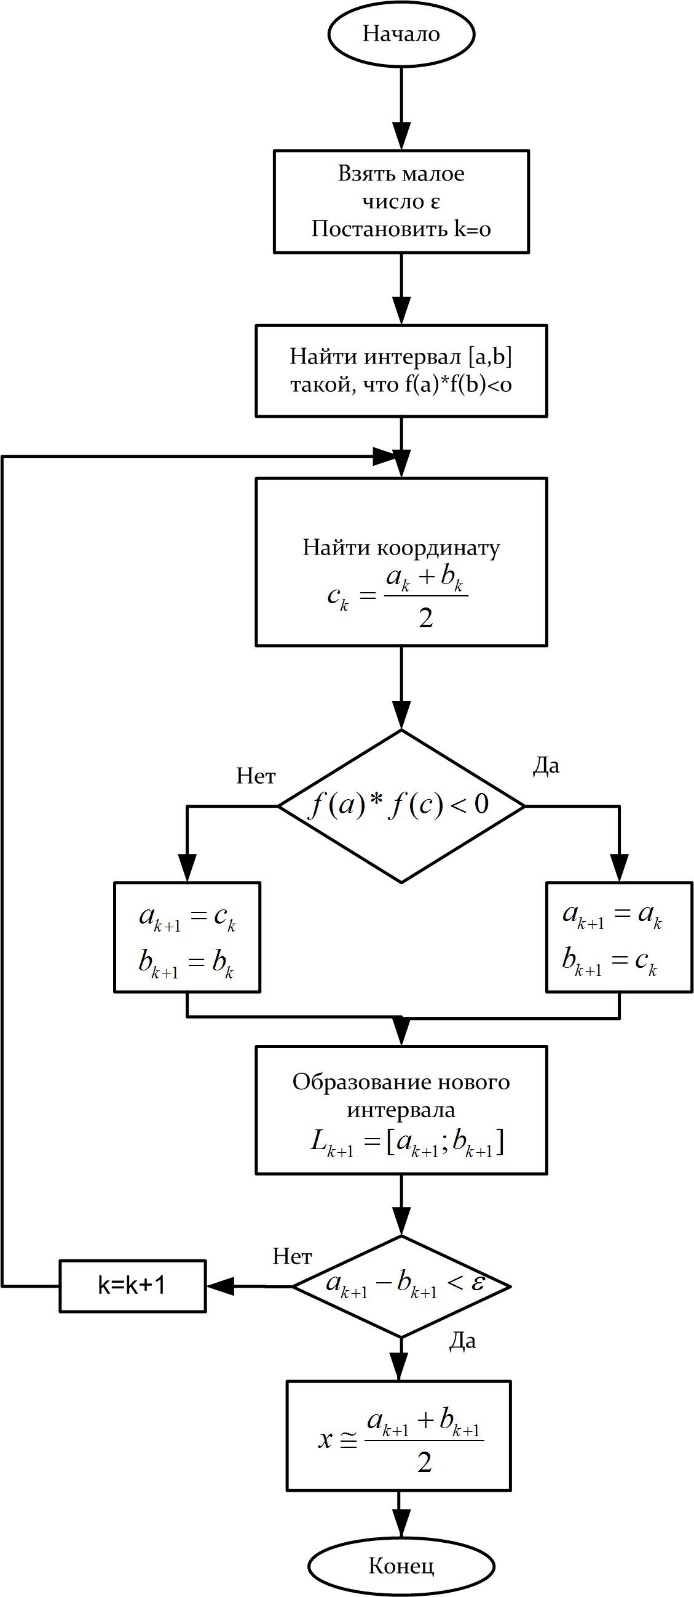 Начало
Взять малое
число ε
Постановить k=0
Найти интервал [a,b]
такой, что f(a)*f(b)<0
Найти координату
c_k = (a_k + b_k)/2
Нет
Да
f(a)* f(c) < 0
a_{k+1} = c_k
b_{k+1} = b_k
a_{k+1} = a_k
b_{k+1} = c_k
Образование нового
интервала
L_{k+1} = [a_{k+1}; b_{k+1}]
Нет
k=k+1
a_{k+1} − b_{k+1} < ε
Да
x ≅ (a_{k+1} + b_{k+1})/2
Конец